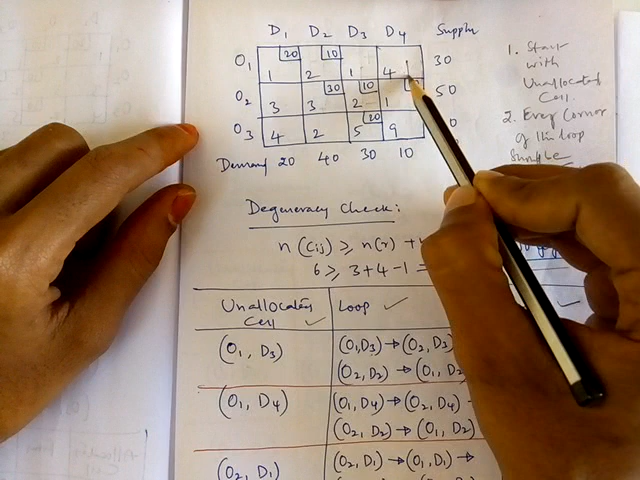 D1 D2 D3 D4 Supply
20 10
O1 1 2 1 4 30
30 10
O2 3 3 2 1 50
20
O3 4 2 5 9 0
Demand 20 40 30 10
1. Start
with
Unallocated
Cell.
2. Every Corner
of the loop
Degeneracy Check:
n(Cij) ≥ n(r) +
6 ≥ 3+4-1 =
Unallocated Cell ✓ Loop ✓
(O1, D3) (O1,D3) → (O2, D3)
(O2, D2) → (O1, D2
(O1, D4) (O1,D4) → (O2, D4)
(O2, D2) → (O1, D2)
(O2, D1) (O2, D1) → (O1, D1) →